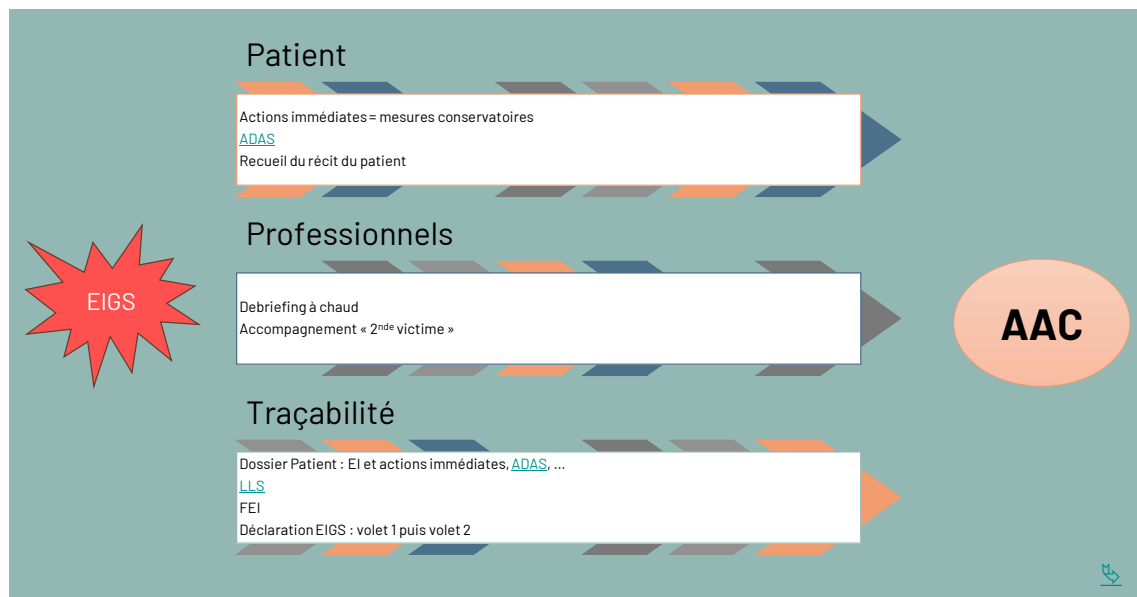 Patient
Actions immédiates = mesures conservatoires
ADAS
Recueil du récit du patient
Professionnels
EIGS
Debriefing à chaud
Accompagnement « 2nde victime »
AAC
Traçabilité
Dossier Patient : EI et actions immédiates, ADAS, ...
LLS
FEI
Déclaration EIGS : volet 1 puis volet 2